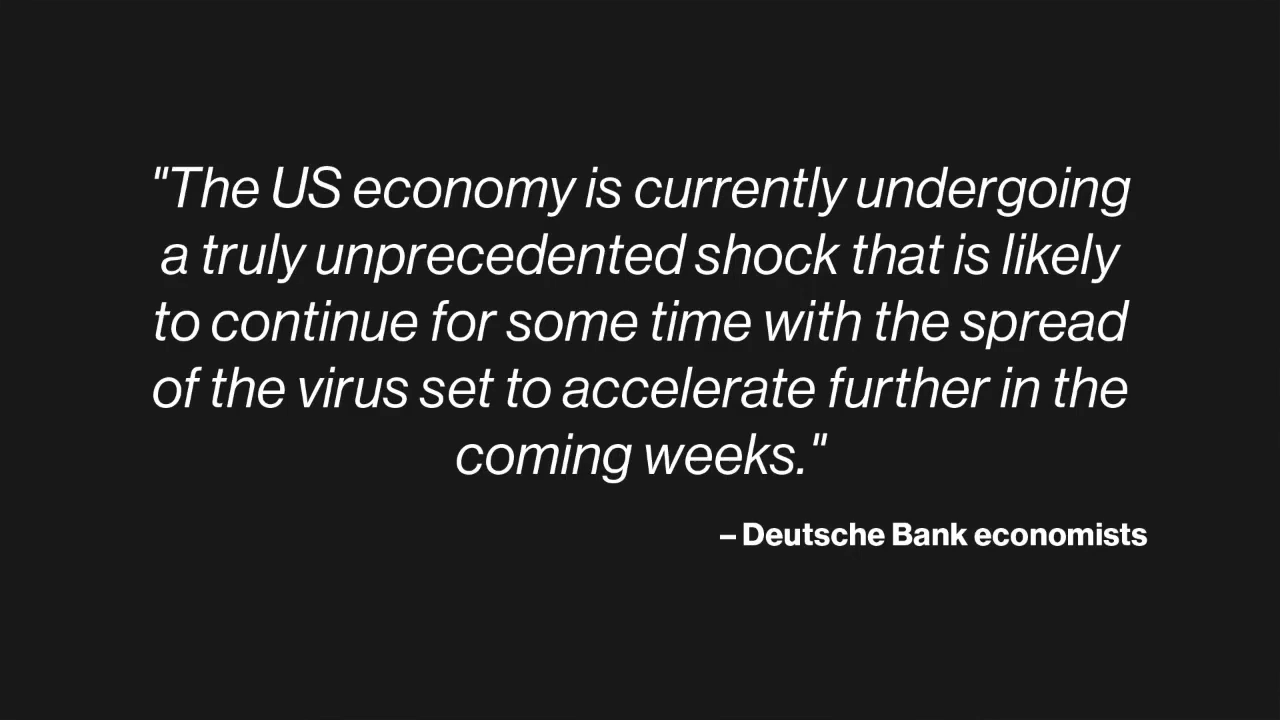 "The US economy is currently undergoing
a truly unprecedented shock that is likely
to continue for some time with the spread
of the virus set to accelerate further in the
coming weeks."
– Deutsche Bank economists